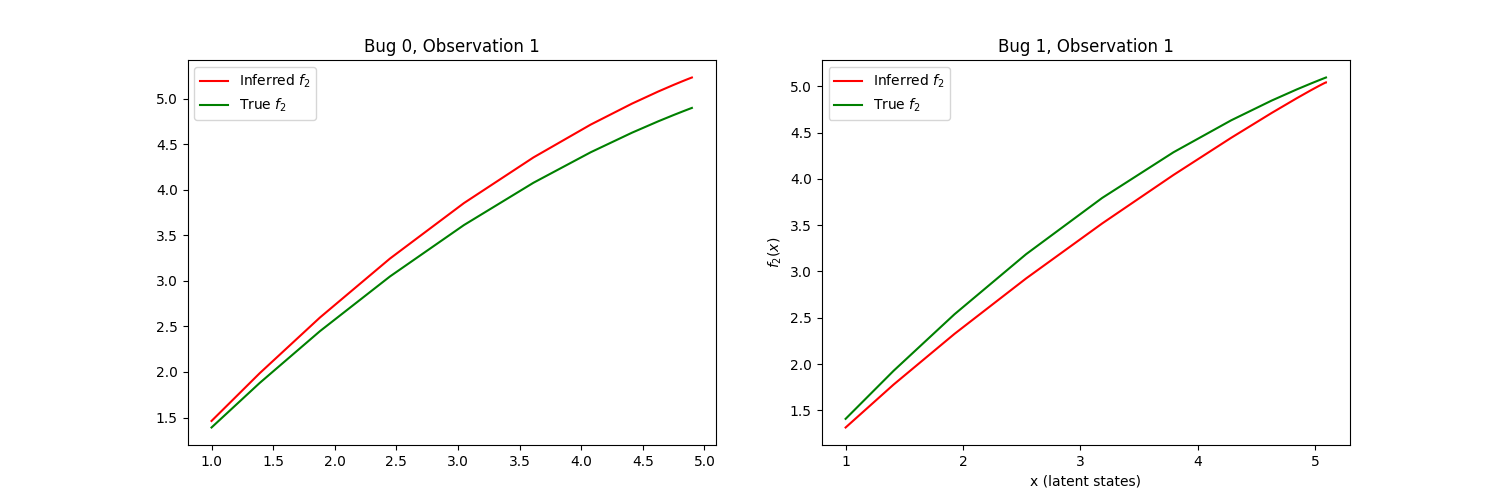 Bug 0, Observation 1
Inferred f₂
True f₂
5.0
4.5
4.0
3.5
3.0
2.5
2.0
1.5
1.0 1.5 2.0 2.5 3.0 3.5 4.0 4.5 5.0
Bug 1, Observation 1
Inferred f₂
True f₂
f₂(x)
5.0
4.5
4.0
3.5
3.0
2.5
2.0
1.5
1 2 3 4 5
x (latent states)